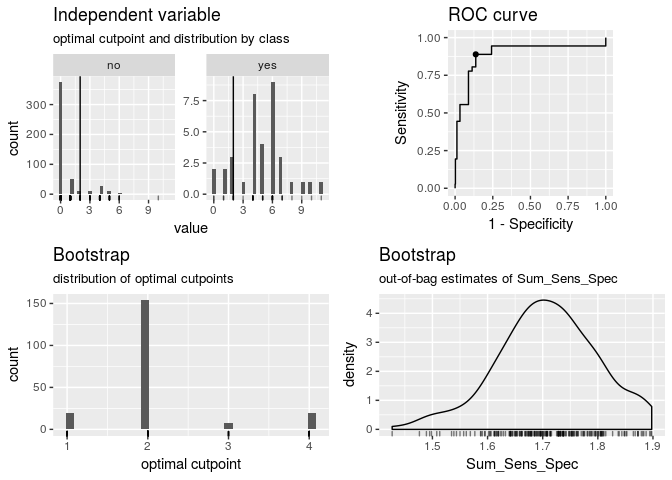 Independent variable
optimal cutpoint and distribution by class
no
yes
count
300
200
100
0
0 3 6 9
7.5
5.0
2.5
0.0
0 3 6 9
value
ROC curve
Sensitivity
1.00
0.75
0.50
0.25
0.00
0.00 0.25 0.50 0.75 1.00
1 - Specificity
Bootstrap
distribution of optimal cutpoints
count
150
100
50
0
1 2 3 4
optimal cutpoint
Bootstrap
out-of-bag estimates of Sum_Sens_Spec
density
4
3
2
1
0
1.5 1.6 1.7 1.8 1.9
Sum_Sens_Spec